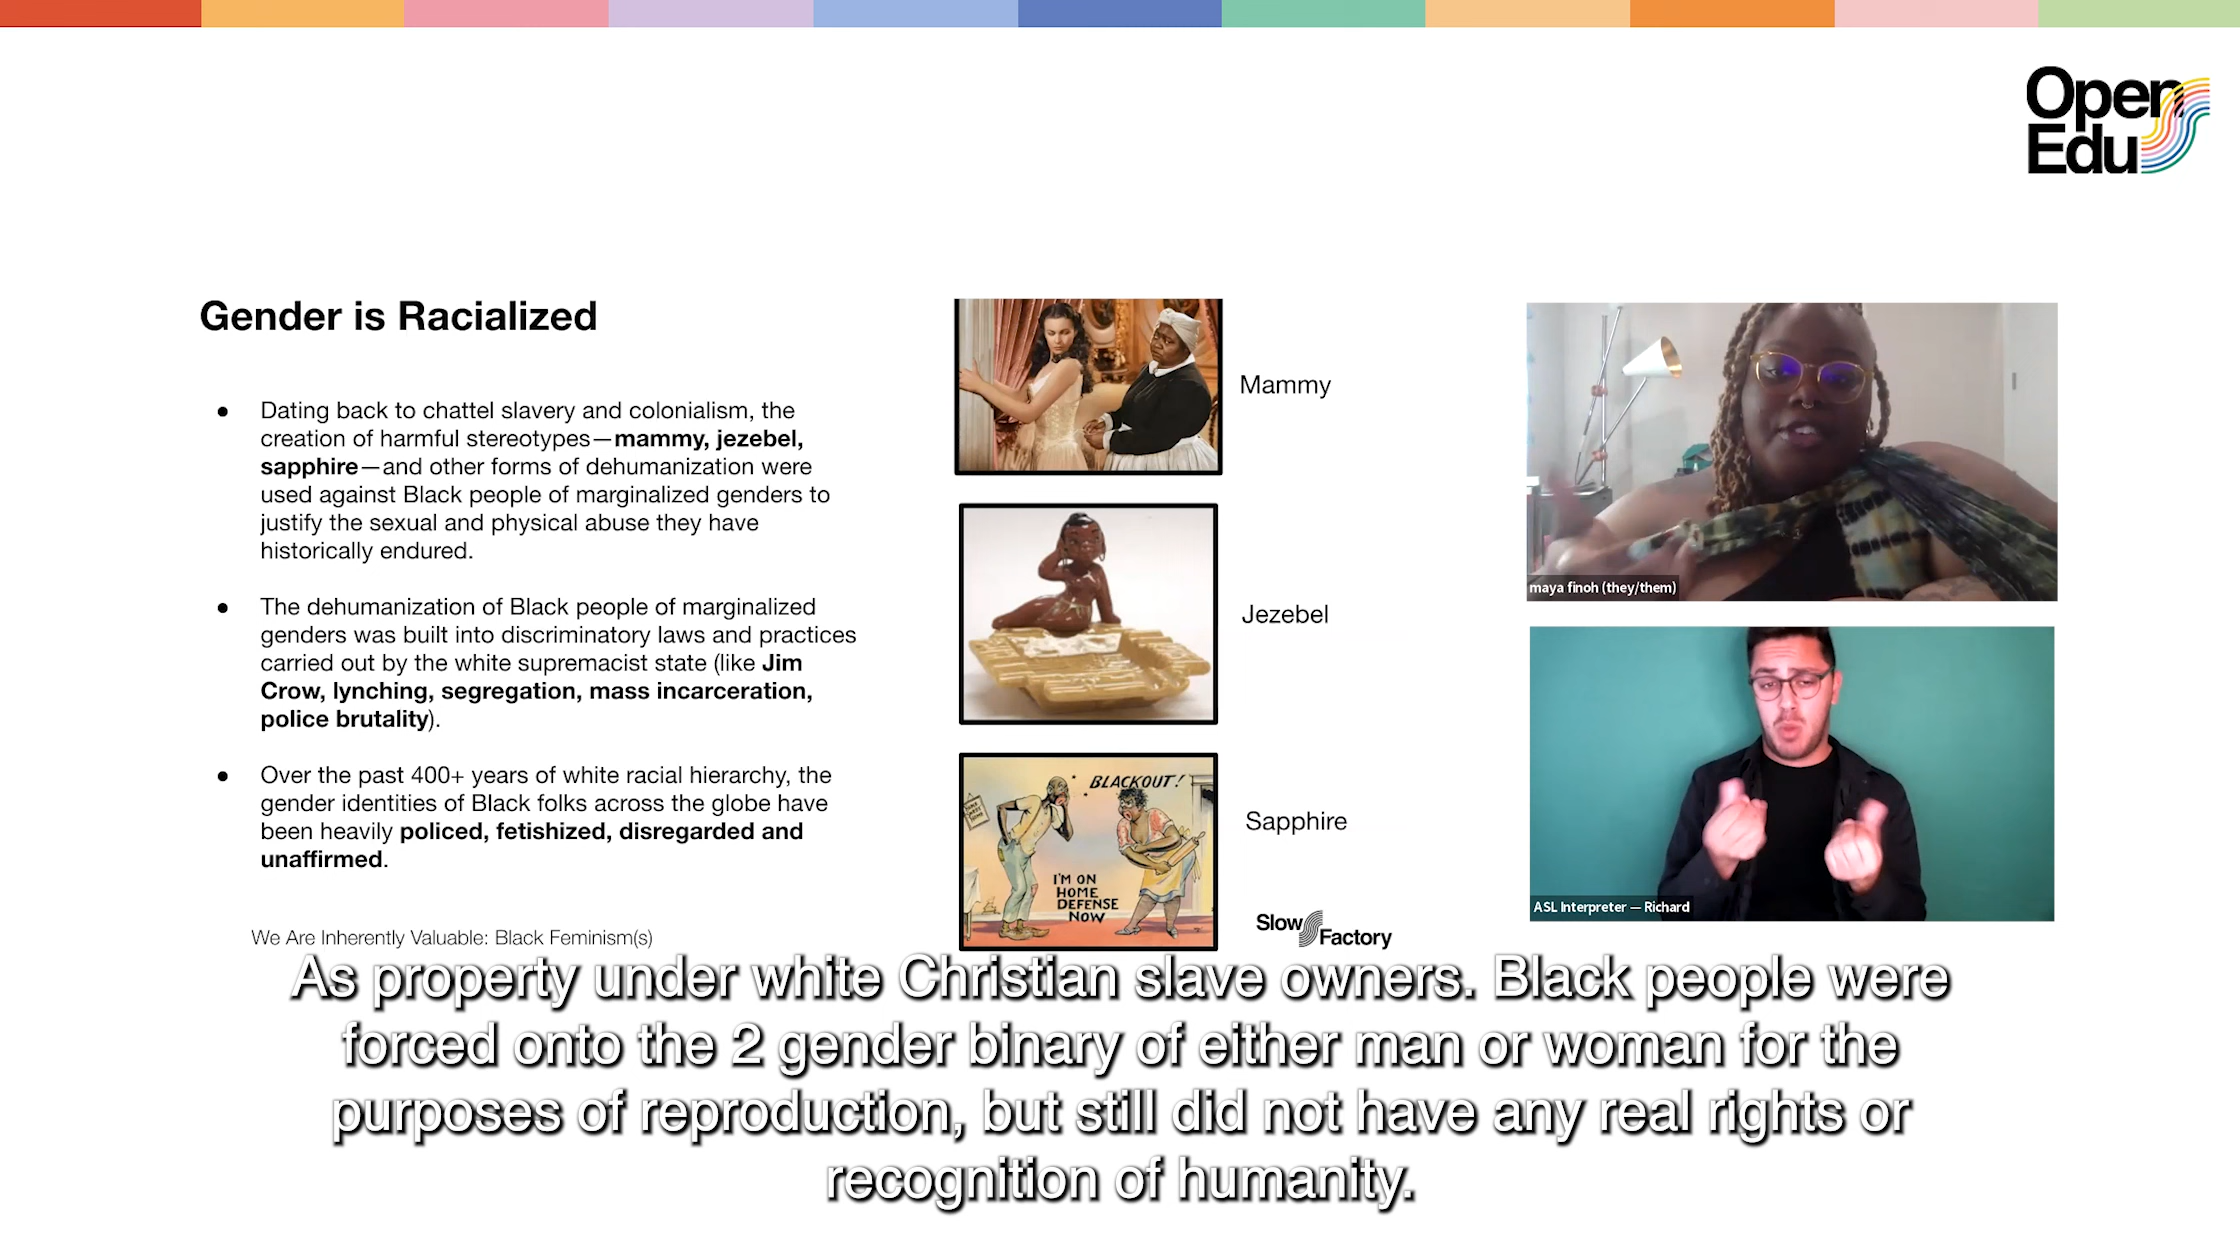 Open
Edu
Gender is Racialized
● Dating back to chattel slavery and colonialism, the
creation of harmful stereotypes—mammy, jezebel,
sapphire—and other forms of dehumanization were
used against Black people of marginalized genders to
justify the sexual and physical abuse they have
historically endured.
● The dehumanization of Black people of marginalized
genders was built into discriminatory laws and practices
carried out by the white supremacist state (like Jim
Crow, lynching, segregation, mass incarceration,
police brutality).
● Over the past 400+ years of white racial hierarchy, the
gender identities of Black folks across the globe have
been heavily policed, fetishized, disregarded and
unaffirmed.
We Are Inherently Valuable: Black Feminism(s)
Mammy
Jezebel
BLACKOUT!
I'M ON
HOME
DEFENSE
NOW
Sapphire
Slow
Factory
maya finoh (they/them)
ASL Interpreter — Richard
As property under white Christian slave owners. Black people were
forced onto the 2 gender binary of either man or woman for the
purposes of reproduction, but still did not have any real rights or
recognition of humanity.